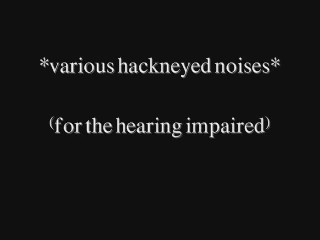 *various hackneyed noises*
(for the hearing impaired)